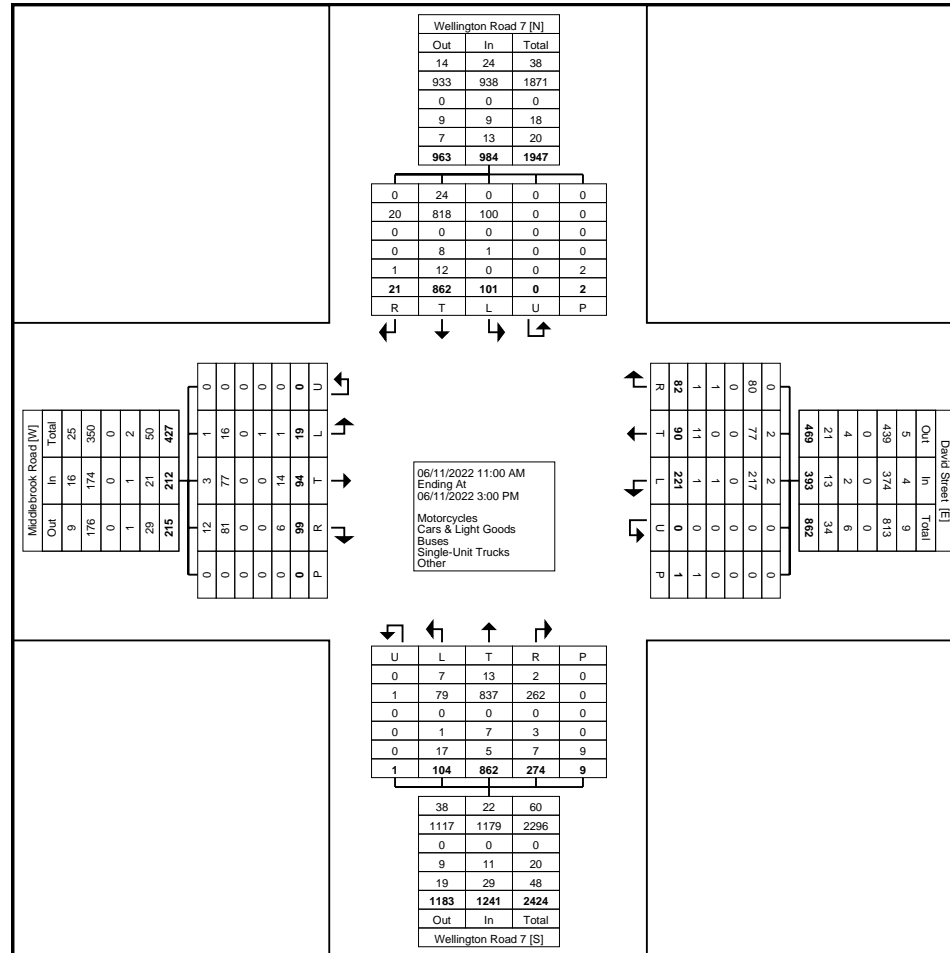 Wellington Road 7 [N]
Out In Total
14 24 38
933 938 1871
0 0 0
9 9 18
7 13 20
963 984 1947
0 24 0 0 0
20 818 100 0 0
0 0 0 0 0
0 8 1 0 0
1 12 0 0 2
21 862 101 0 2
R T L U P
Middlebrook Road [W]
Out In Total
9 16 25
176 174 350
0 0 0
1 1 2
29 21 50
215 212 427
0 12 3 1 0
0 81 77 16 0
0 0 0 0 0
0 0 0 1 0
0 6 14 1 0
0 99 94 19 0
P R T L U
06/11/2022 11:00 AM
Ending At
06/11/2022 3:00 PM
Motorcycles
Cars & Light Goods
Buses
Single-Unit Trucks
Other
David Street [E]
Out In Total
5 4 9
439 374 813
0 0 0
4 2 6
21 13 34
469 393 862
0 2 2 0 0
80 77 217 0 0
0 0 0 0 0
1 0 1 0 0
1 11 1 0 1
82 90 221 0 1
R T L U P
U L T R P
0 7 13 2 0
1 79 837 262 0
0 0 0 0 0
0 1 7 3 0
0 17 5 7 9
1 104 862 274 9
38 22 60
1117 1179 2296
0 0 0
9 11 20
19 29 48
1183 1241 2424
Out In Total
Wellington Road 7 [S]